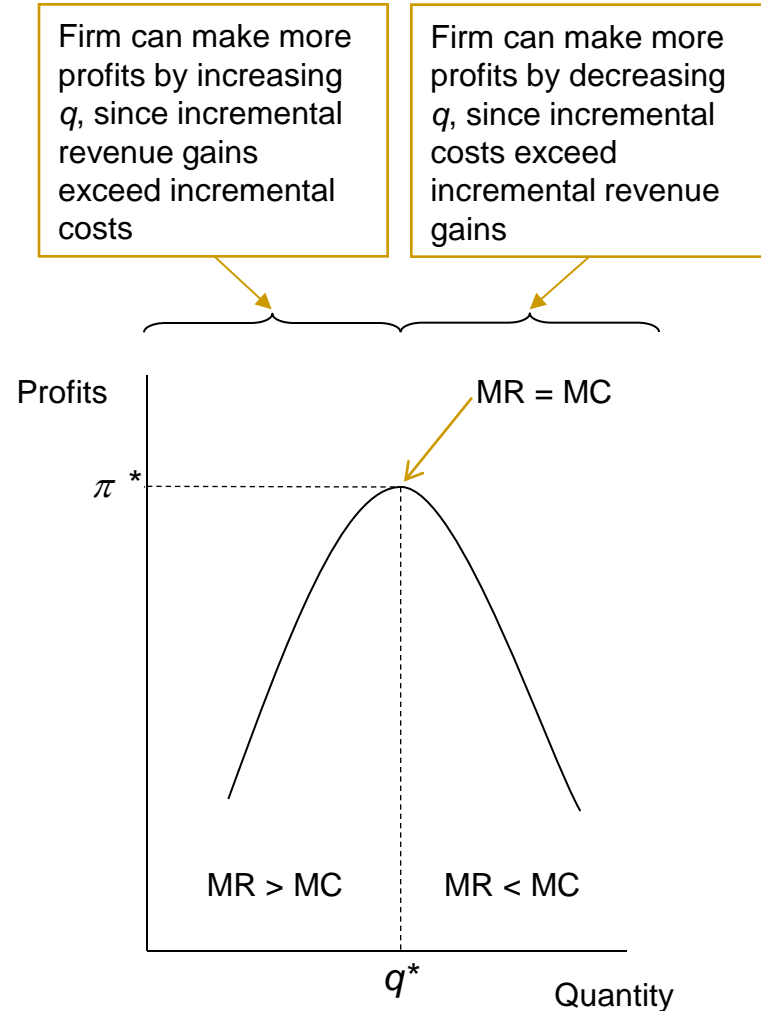 Firm can make more
profits by increasing
q, since incremental
revenue gains
exceed incremental
costs
Firm can make more
profits by decreasing
q, since incremental
costs exceed
incremental revenue
gains
Profits
MR = MC
π *
MR > MC
MR < MC
q*
Quantity